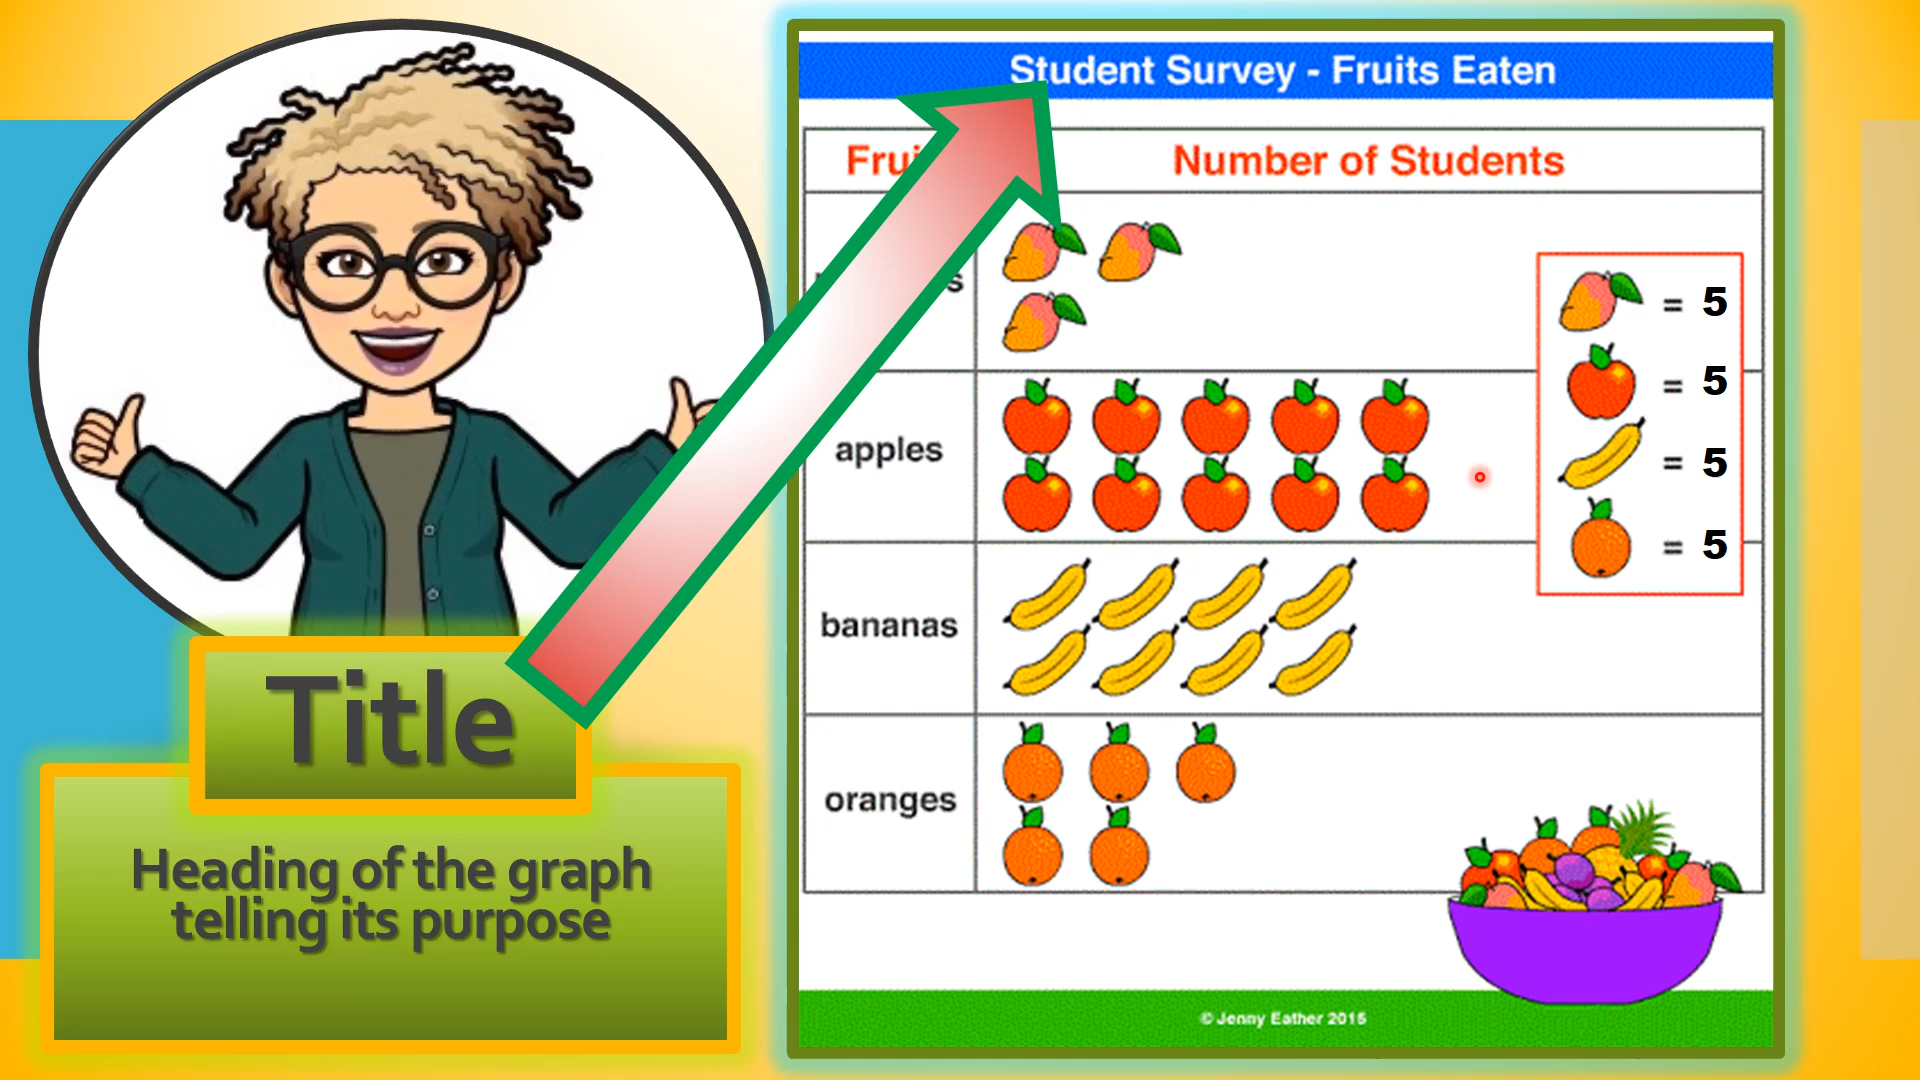 Student Survey - Fruits Eaten
Number of Students
= 5
= 5
apples
= 5
= 5
bananas
oranges
Title
Heading of the graph
telling its purpose
© Jenny Eather 2015